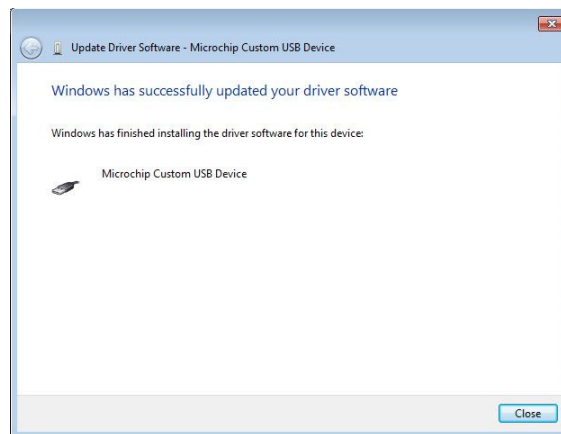 Update Driver Software - Microchip Custom USB Device
Windows has successfully updated your driver software
Windows has finished installing the driver software for this device:
Microchip Custom USB Device
Close